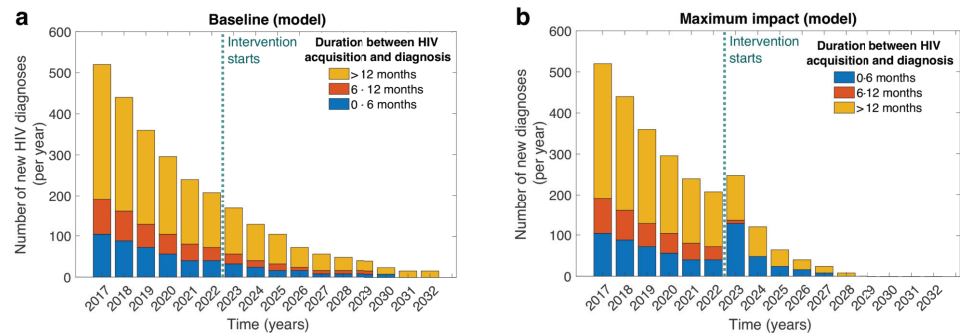 a
Baseline (model)
Number of new HIV diagnoses
(per year)
600
500
400
300
200
100
0
Intervention
starts
Duration between HIV
acquisition and diagnosis
> 12 months
6 - 12 months
0 - 6 months
2017 2018 2019 2020 2021 2022 2023 2024 2025 2026 2027 2028 2029 2030 2031 2032
Time (years)
b
Maximum impact (model)
Number of new diagnoses
(per year)
600
500
400
300
200
100
0
Intervention
starts
Duration between HIV
acquisition and diagnosis
0-6 months
6-12 months
>12 months
2017 2018 2019 2020 2021 2022 2023 2024 2025 2026 2027 2028 2029 2030 2031 2032
Time (years)